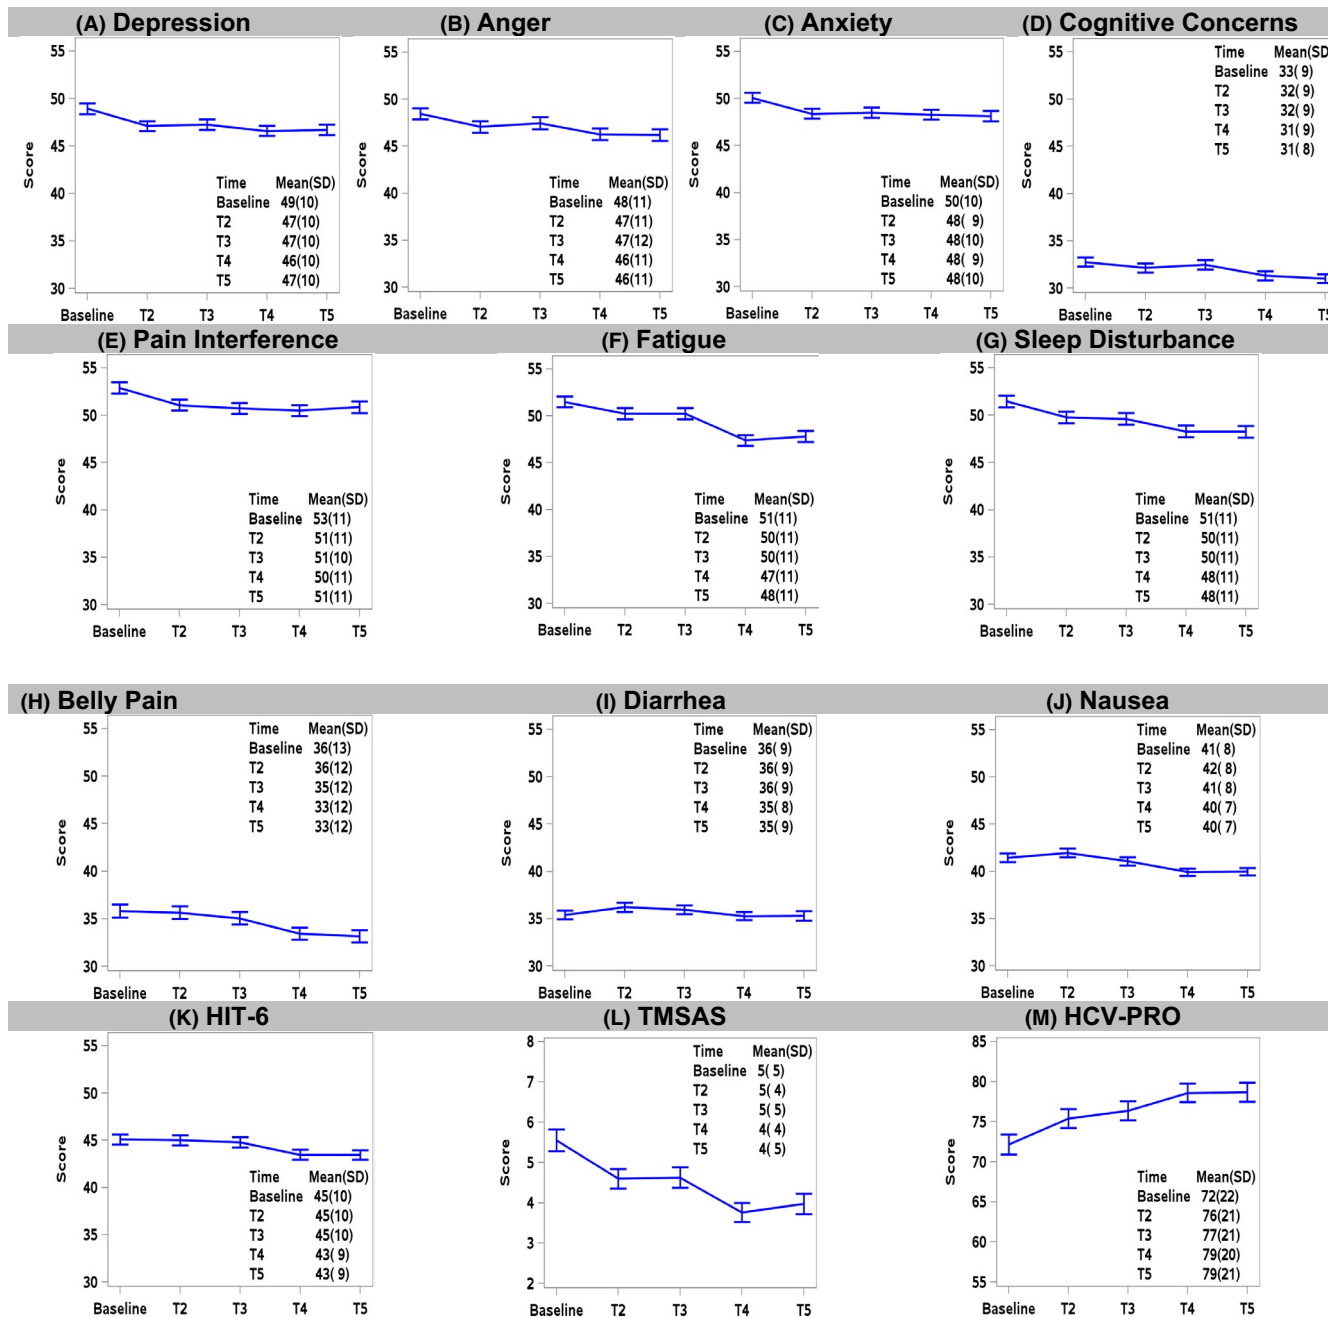 (A) Depression (B) Anger (C) Anxiety (D) Cognitive Concerns
55
50
45
40
35
30
Score
Time Mean(SD)
Baseline 49(10)
T2 47(10)
T3 47(10)
T4 46(10)
T5 47(10)
Baseline T2 T3 T4 T5
55
50
45
40
35
30
Score
Time Mean(SD)
Baseline 48(11)
T2 47(11)
T3 47(12)
T4 46(11)
T5 46(11)
Baseline T2 T3 T4 T5
55
50
45
40
35
30
Score
Time Mean(SD)
Baseline 50(10)
T2 48( 9)
T3 48(10)
T4 48( 9)
T5 48(10)
Baseline T2 T3 T4 T5
55
50
45
40
35
30
Score
Time Mean(SD
Baseline 33( 9)
T2 32( 9)
T3 32( 9)
T4 31( 9)
T5 31( 8)
Baseline T2 T3 T4 T5
(E) Pain Interference (F) Fatigue (G) Sleep Disturbance
55
50
45
40
35
30
Score
Time Mean(SD)
Baseline 53(11)
T2 51(11)
T3 51(10)
T4 50(11)
T5 51(11)
Baseline T2 T3 T4 T5
55
50
45
40
35
30
Score
Time Mean(SD)
Baseline 51(11)
T2 50(11)
T3 50(11)
T4 47(11)
T5 48(11)
Baseline T2 T3 T4 T5
55
50
45
40
35
30
Score
Time Mean(SD)
Baseline 51(11)
T2 50(11)
T3 50(11)
T4 48(11)
T5 48(11)
Baseline T2 T3 T4 T5
(H) Belly Pain (I) Diarrhea (J) Nausea
55
50
45
40
35
30
Score
Time Mean(SD)
Baseline 36(13)
T2 36(12)
T3 35(12)
T4 33(12)
T5 33(12)
Baseline T2 T3 T4 T5
55
50
45
40
35
30
Score
Time Mean(SD)
Baseline 36( 9)
T2 36( 9)
T3 36( 9)
T4 35( 8)
T5 35( 9)
Baseline T2 T3 T4 T5
55
50
45
40
35
30
Score
Time Mean(SD)
Baseline 41( 8)
T2 42( 8)
T3 41( 8)
T4 40( 7)
T5 40( 7)
Baseline T2 T3 T4 T5
(K) HIT-6 (L) TMSAS (M) HCV-PRO
55
50
45
40
35
30
Score
Time Mean(SD)
Baseline 45(10)
T2 45(10)
T3 45(10)
T4 43( 9)
T5 43( 9)
Baseline T2 T3 T4 T5
8
7
6
5
4
3
2
Score
Time Mean(SD)
Baseline 5( 5)
T2 5( 4)
T3 5( 5)
T4 4( 4)
T5 4( 5)
Baseline T2 T3 T4 T5
85
80
75
70
65
60
55
Score
Time Mean(SD)
Baseline 72(22)
T2 76(21)
T3 77(21)
T4 79(20)
T5 79(21)
Baseline T2 T3 T4 T5